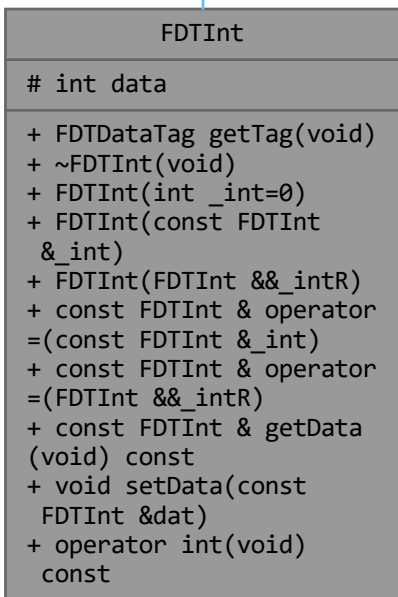 FDTInt
# int data
+ FDTDataTag getTag(void)
+ ~FDTInt(void)
+ FDTInt(int _int=0)
+ FDTInt(const FDTInt
&_int)
+ FDTInt(FDTInt &&_intR)
+ const FDTInt & operator
=(const FDTInt &_int)
+ const FDTInt & operator
=(FDTInt &&_intR)
+ const FDTInt & getData
(void) const
+ void setData(const
FDTInt &dat)
+ operator int(void)
const